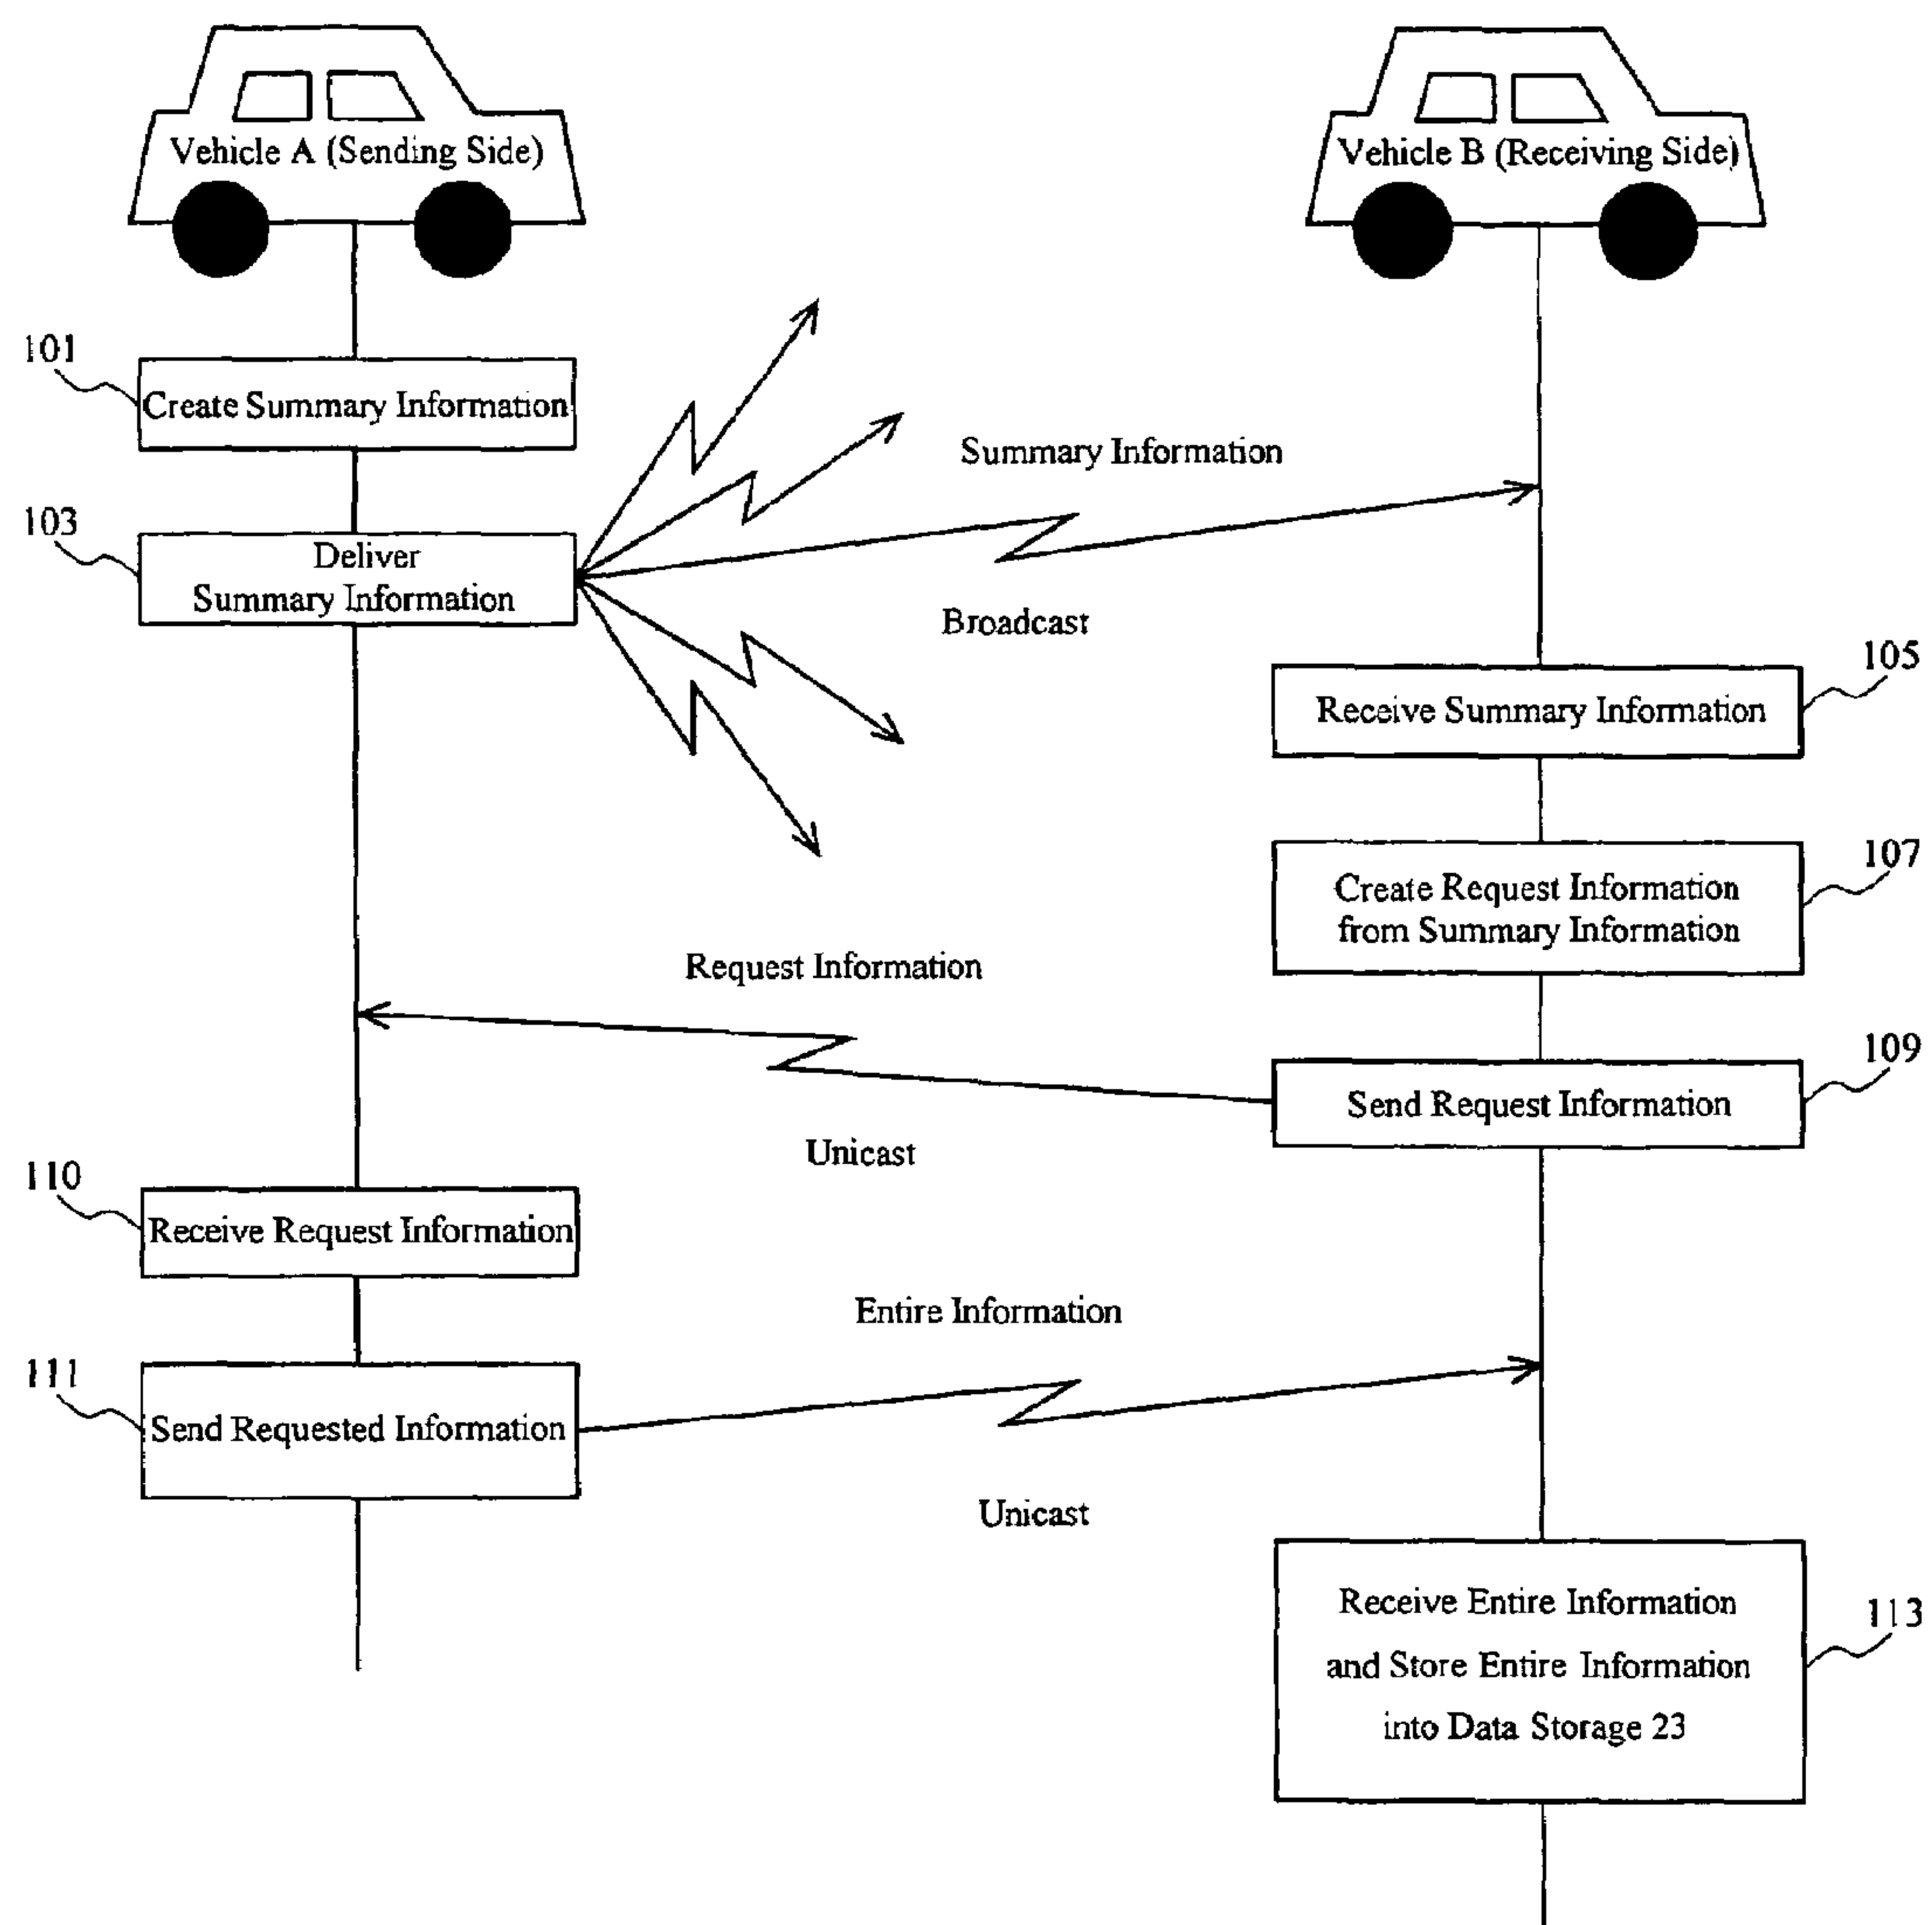 Vehicle A (Sending Side)
Vehicle B (Receiving Side)
101
Create Summary Information
Summary Information
103
Deliver
Summary Information
Broadcast
105
Receive Summary Information
107
Create Request Information
from Summary Information
Request Information
109
Send Request Information
Unicast
110
Receive Request Information
Entire Information
111
Send Requested Information
Unicast
Receive Entire Information
and Store Entire Information
into Data Storage 23
113